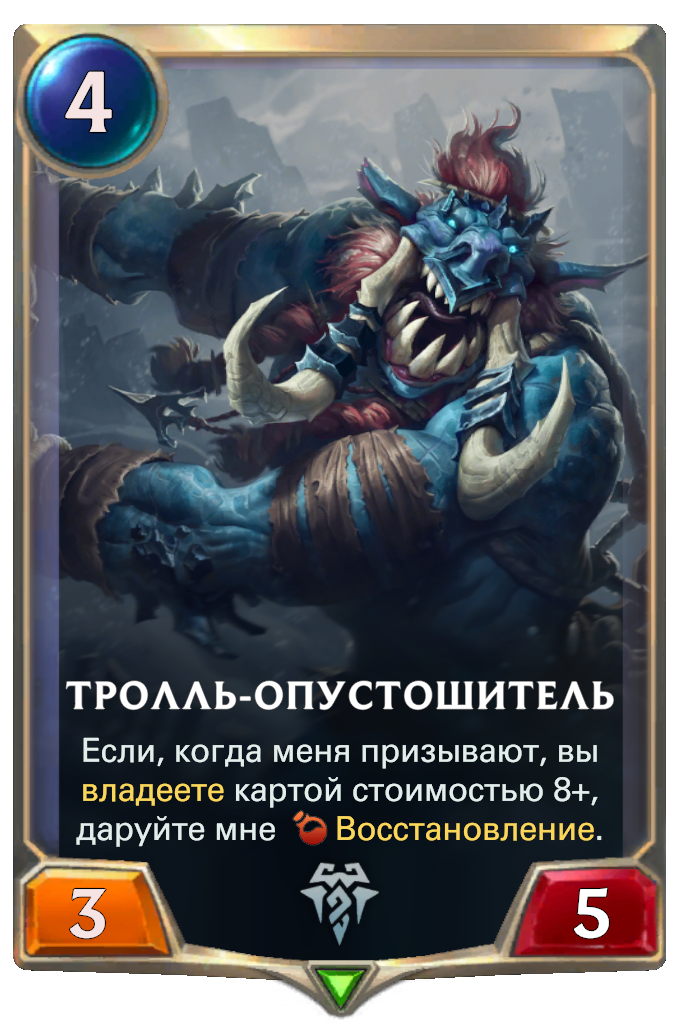 4
ТРОЛЛЬ-ОПУСТОШИТЕЛЬ
Если, когда меня призывают, вы
владеете картой стоимостью 8+,
даруйте мне Восстановление.
3
5